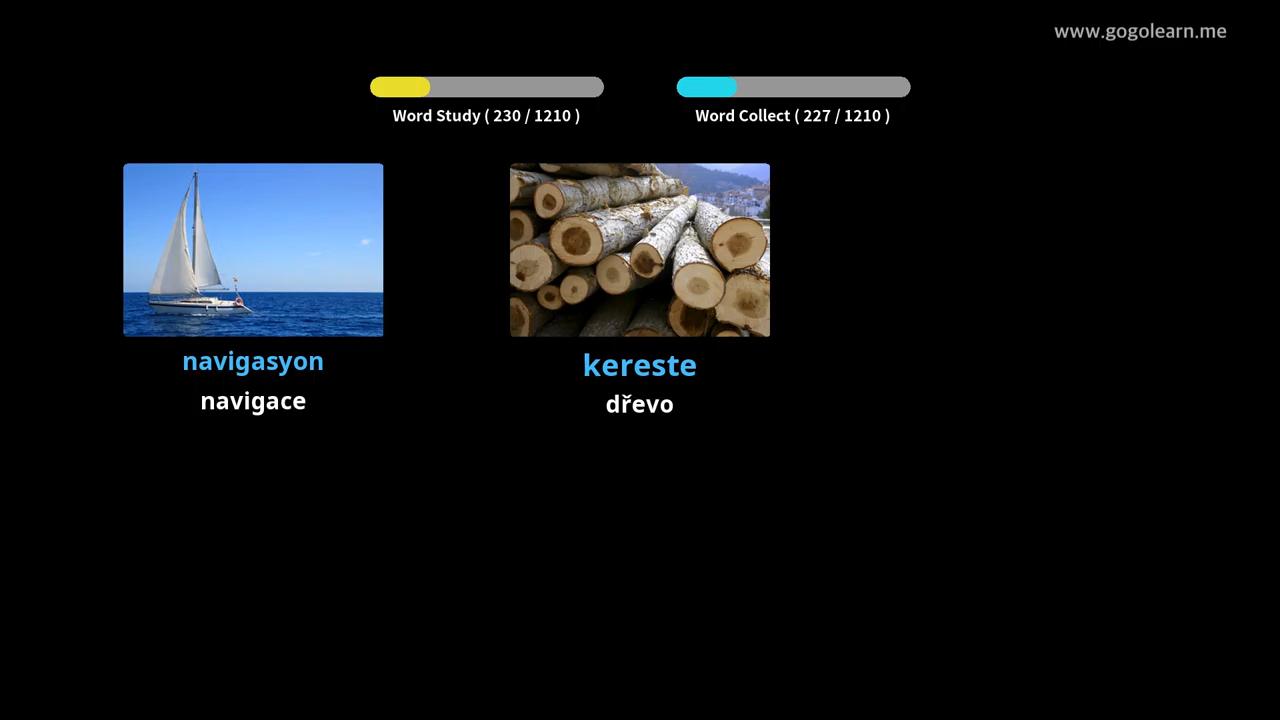 www.gogolearn.me
Word Study ( 230 / 1210 )
Word Collect ( 227 / 1210 )
navigasyon
navigace
kereste
dřevo